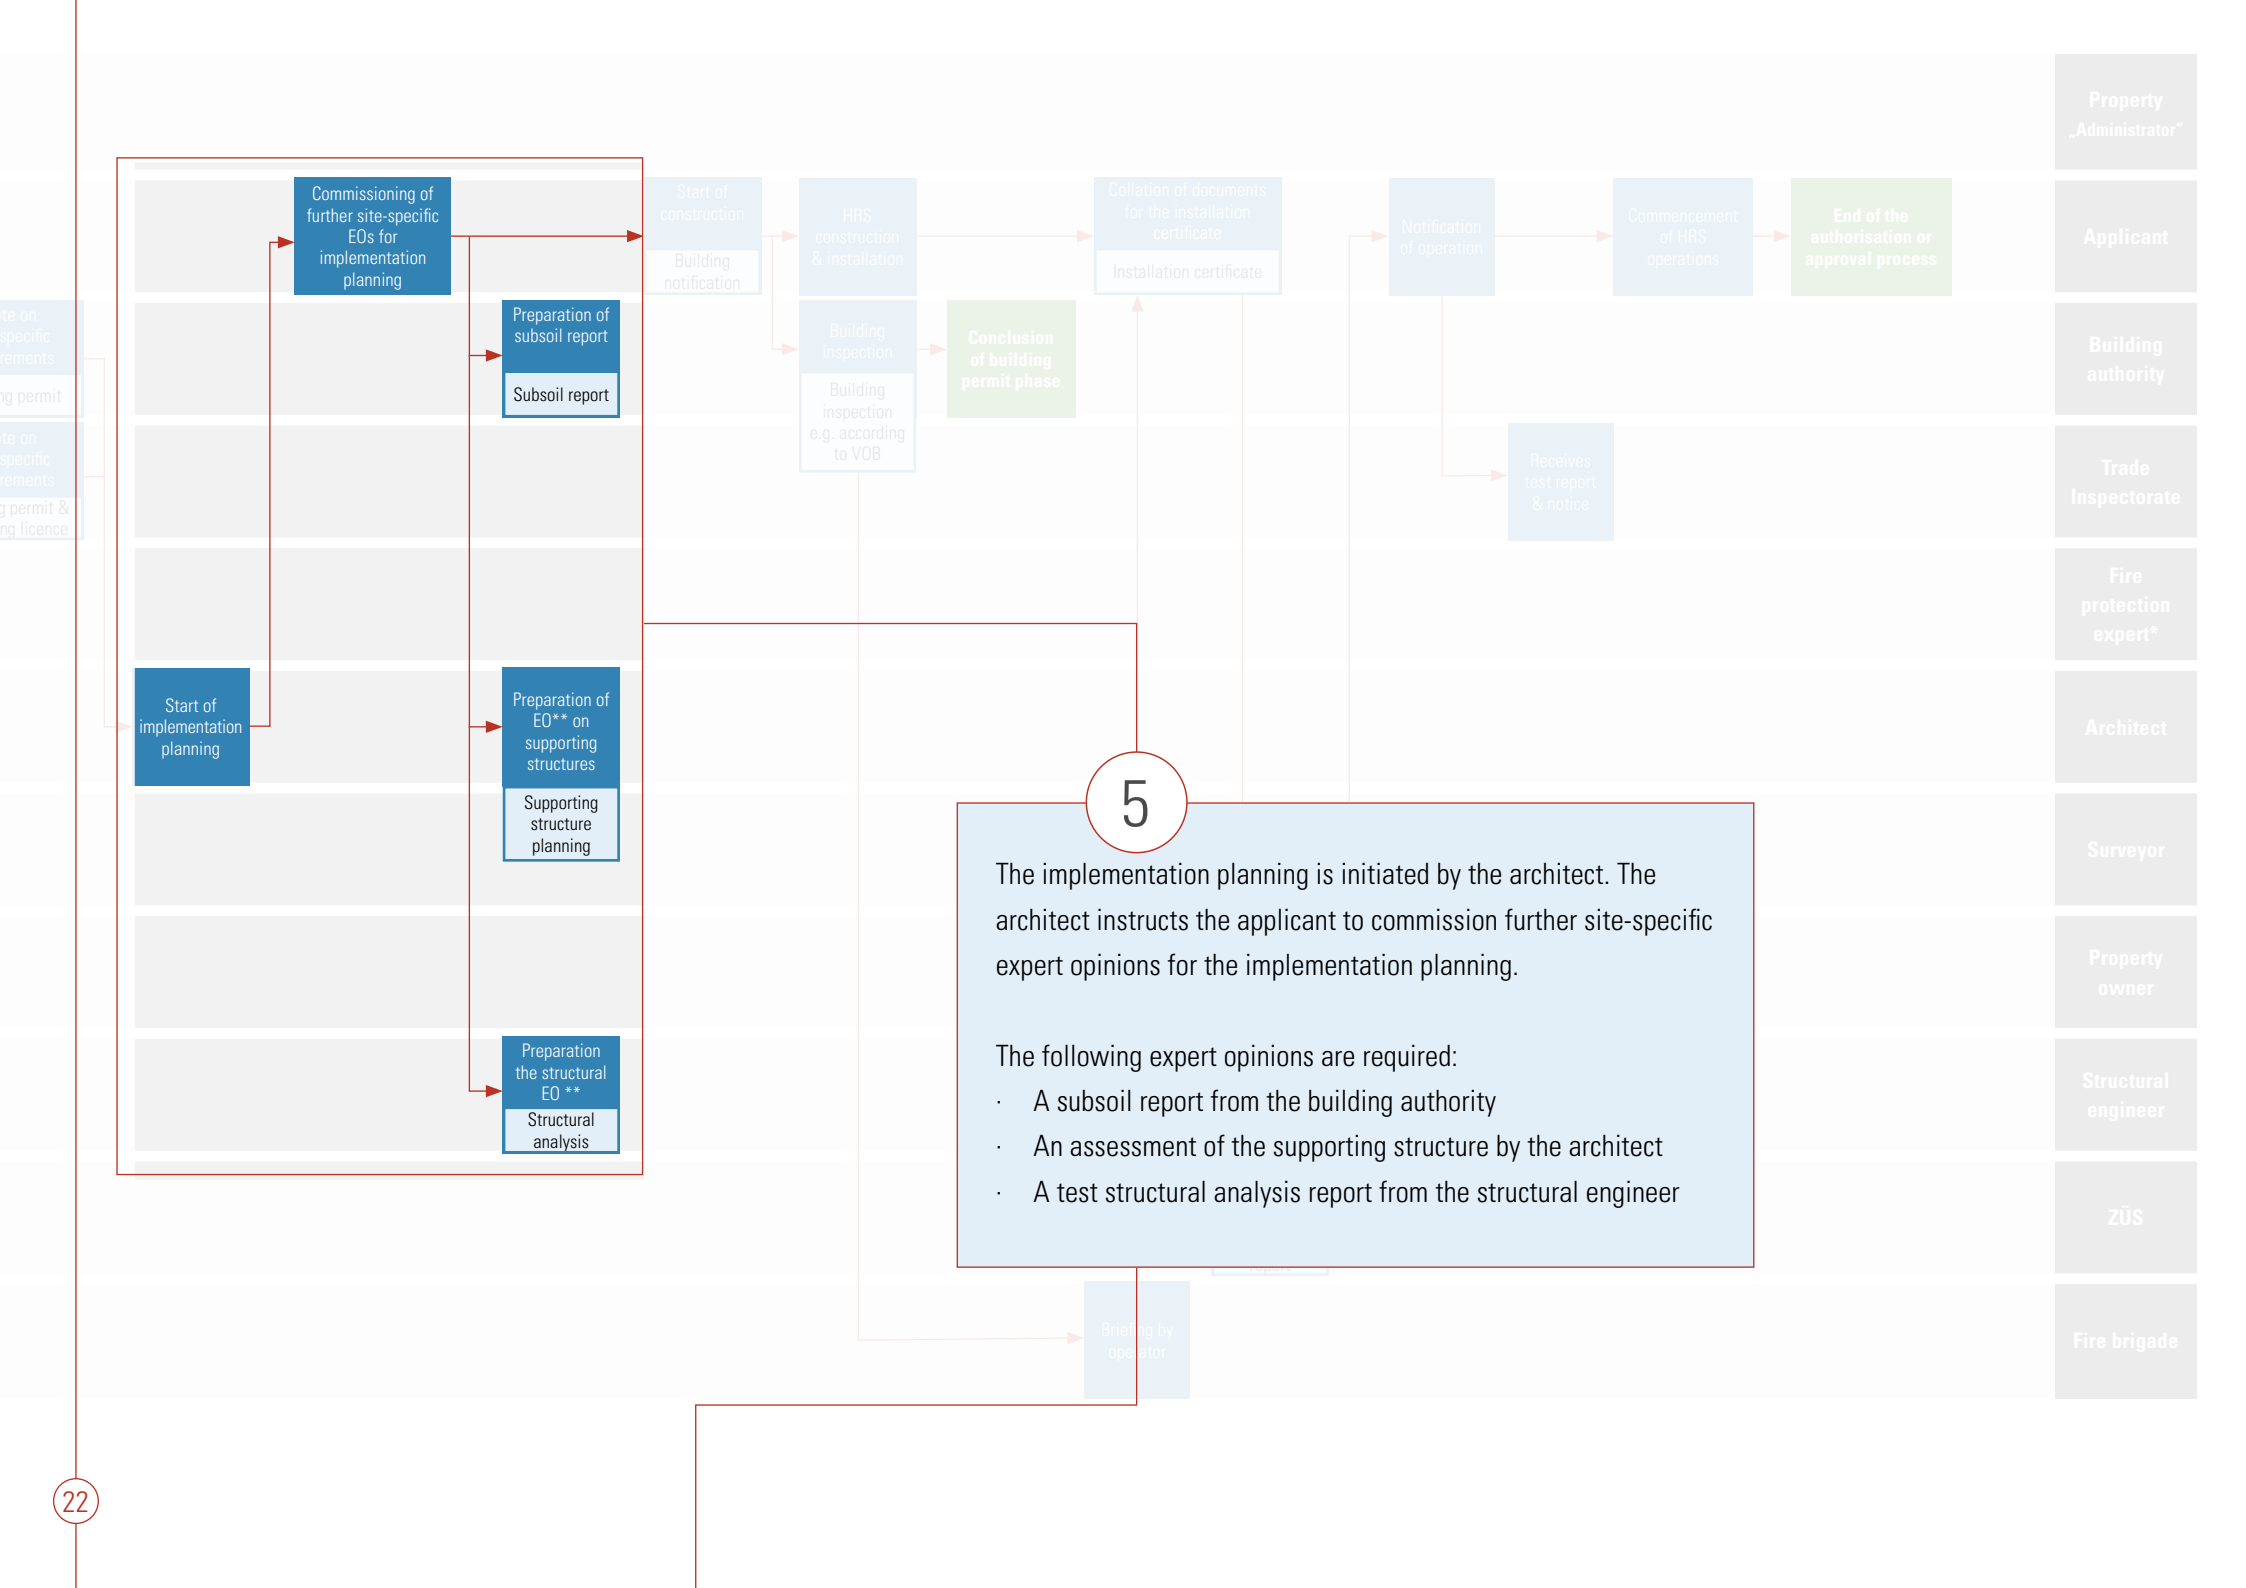 Property
„Administrator“
Commissioning of
further site-specific
EOs for
implementation
planning
Start of
construction
Building
notification
HRS
construction
& installation
Collation of documents
for the installation
certificate
Installation certificate
Notification
of operation
Commencement
of HRS
operations
End of the
authorisation or
approval process
Applicant
permit
Preparation of
subsoil report
Subsoil report
Building
inspection
Building
inspection
e.g. according
to VOB
Conclusion
of building
permit phase
Building
authority
permit &
licence
Receives
test report
& notice
Trade
Inspectorate
Fire
protection
expert*
Start of
implementation
planning
Preparation of
EO** on
supporting
structures
Supporting
structure
planning
Architect
Surveyor
5
The implementation planning is initiated by the architect. The
architect instructs the applicant to commission further site-specific
expert opinions for the implementation planning.
The following expert opinions are required:
· A subsoil report from the building authority
· An assessment of the supporting structure by the architect
· A test structural analysis report from the structural engineer
Property
owner
Preparation
the structural
EO **
Structural
analysis
Structural
engineer
ZÜS
Briefing by
operator
Fire brigade
22